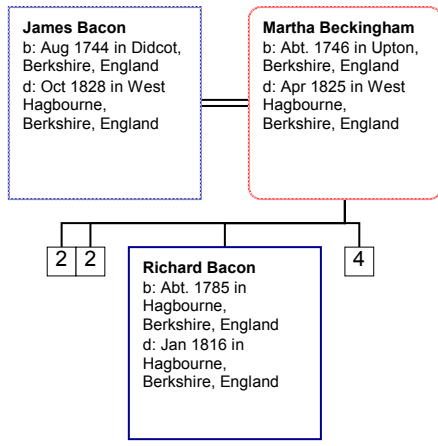 James Bacon
b: Aug 1744 in Didcot,
Berkshire, England
d: Oct 1828 in West
Hagbourne,
Berkshire, England
Martha Beckingham
b: Abt. 1746 in Upton,
Berkshire, England
d: Apr 1825 in West
Hagbourne,
Berkshire, England
2 2
4
Richard Bacon
b: Abt. 1785 in
Hagbourne,
Berkshire, England
d: Jan 1816 in
Hagbourne,
Berkshire, England